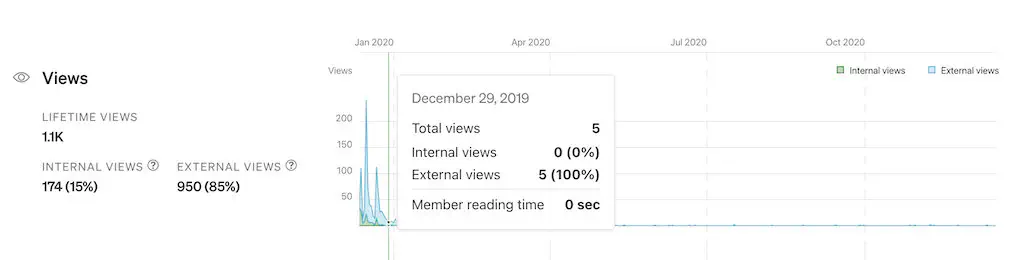 Jan 2020 Apr 2020 Jul 2020 Oct 2020
Views
LIFETIME VIEWS
1.1K
INTERNAL VIEWS ? EXTERNAL VIEWS ?
174 (15%) 950 (85%)
Views
200
150
100
50
Internal views External views
December 29, 2019
Total views 5
Internal views 0 (0%)
External views 5 (100%)
Member reading time 0 sec